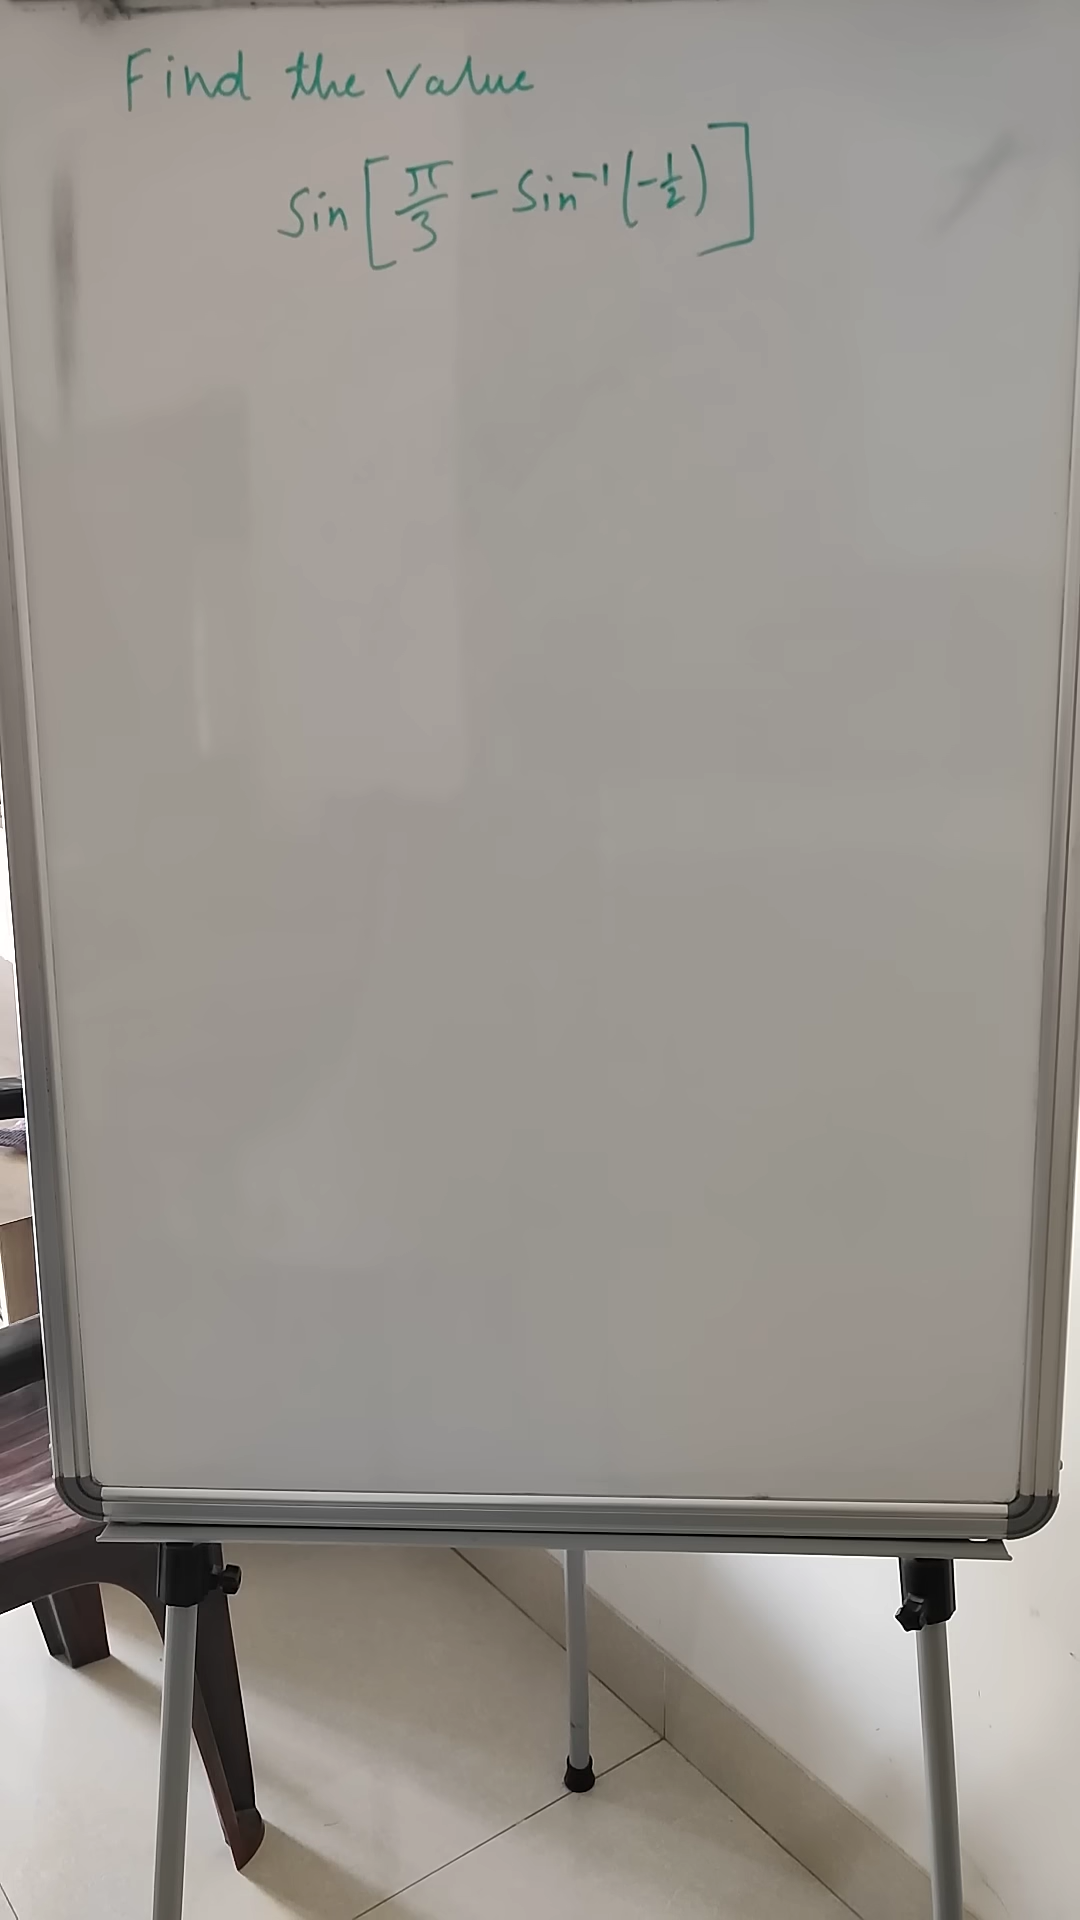 Find the value
Sin[π/3 - Sin⁻¹(-1/2)]